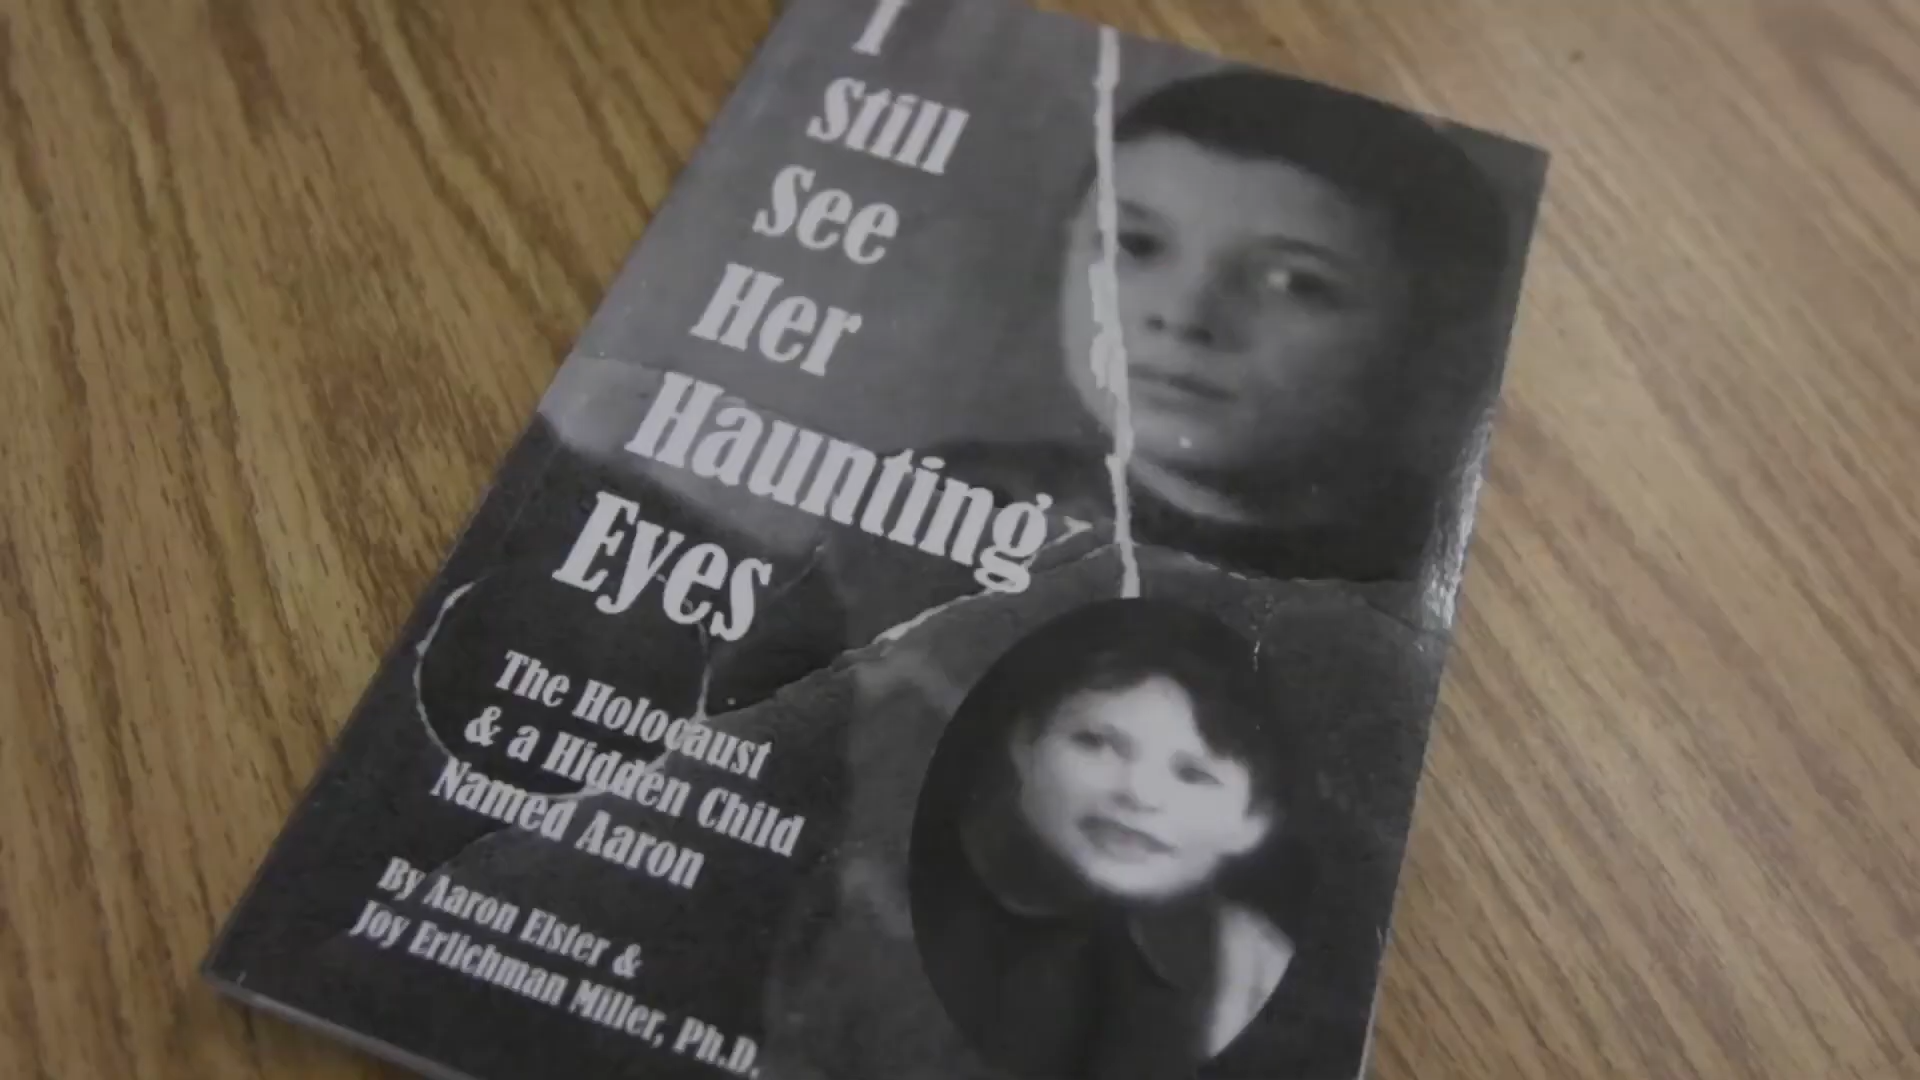 I
still
see
Her
Haunting
Eyes
The Holocaust
& a Hidden Child
Named Aaron
By Aaron Elster &
Joy Erlichman Miller, Ph.D.